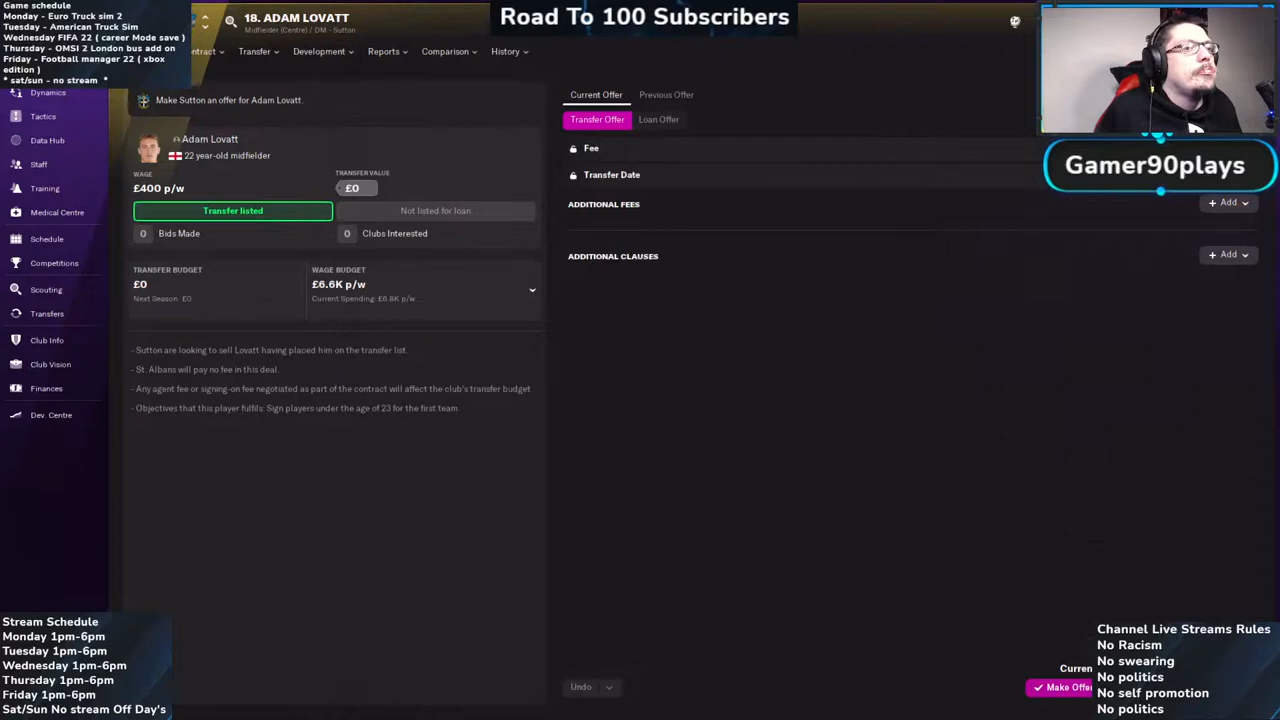 Game schedule
Monday - Euro Truck sim 2
Tuesday - American Truck Sim
Wednesday FIFA 22 ( career Mode save )
Thursday - OMSI 2 London bus add on
Friday - Football manager 22 ( xbox
edition )
* sat/sun - no stream *
18. ADAM LOVATT
Midfielder (Centre) / DM - Sutton
Road To 100 Subscribers
Transfer
Development
Reports
Comparison
History
Gamer90plays
Dynamics
Tactics
Data Hub
Staff
Training
Medical Centre
Schedule
Competitions
Scouting
Transfers
Club Info
Club Vision
Finances
Dev. Centre
Make Sutton an offer for Adam Lovatt.
Adam Lovatt
22 year-old midfielder
WAGE
£400 p/w
TRANSFER VALUE
£0
Transfer listed
Not listed for loan
0 Bids Made
0 Clubs Interested
TRANSFER BUDGET
£0
Next Season: £0
WAGE BUDGET
£6.6K p/w
Current Spending: £6.8K p/w
- Sutton are looking to sell Lovatt having placed him on the transfer list.
- St. Albans will pay no fee in this deal.
- Any agent fee or signing-on fee negotiated as part of the contract will affect the club's transfer budget
- Objectives that this player fulfils: Sign players under the age of 23 for the first team.
Current Offer
Previous Offer
Transfer Offer
Loan Offer
Fee
Transfer Date
ADDITIONAL FEES
+ Add
ADDITIONAL CLAUSES
+ Add
Undo
Make Offer
Stream Schedule
Monday 1pm-6pm
Tuesday 1pm-6pm
Wednesday 1pm-6pm
Thursday 1pm-6pm
Friday 1pm-6pm
Sat/Sun No stream Off Day's
Channel Live Streams Rules
No Racism
No swearing
No politics
No self promotion
No politics